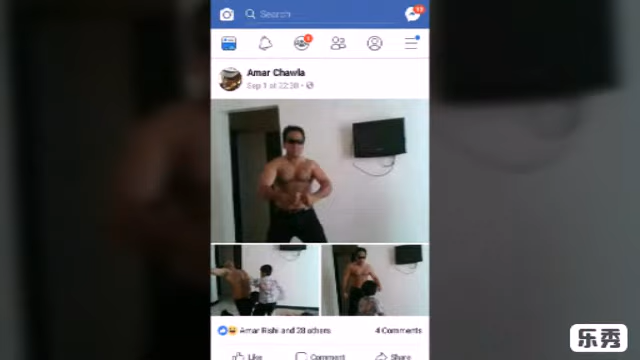 Search
Amar Chawla
Sep 1 at 22:38
Amar Rishi and 28 others
4 Comments
Like
Comment
Share
乐秀